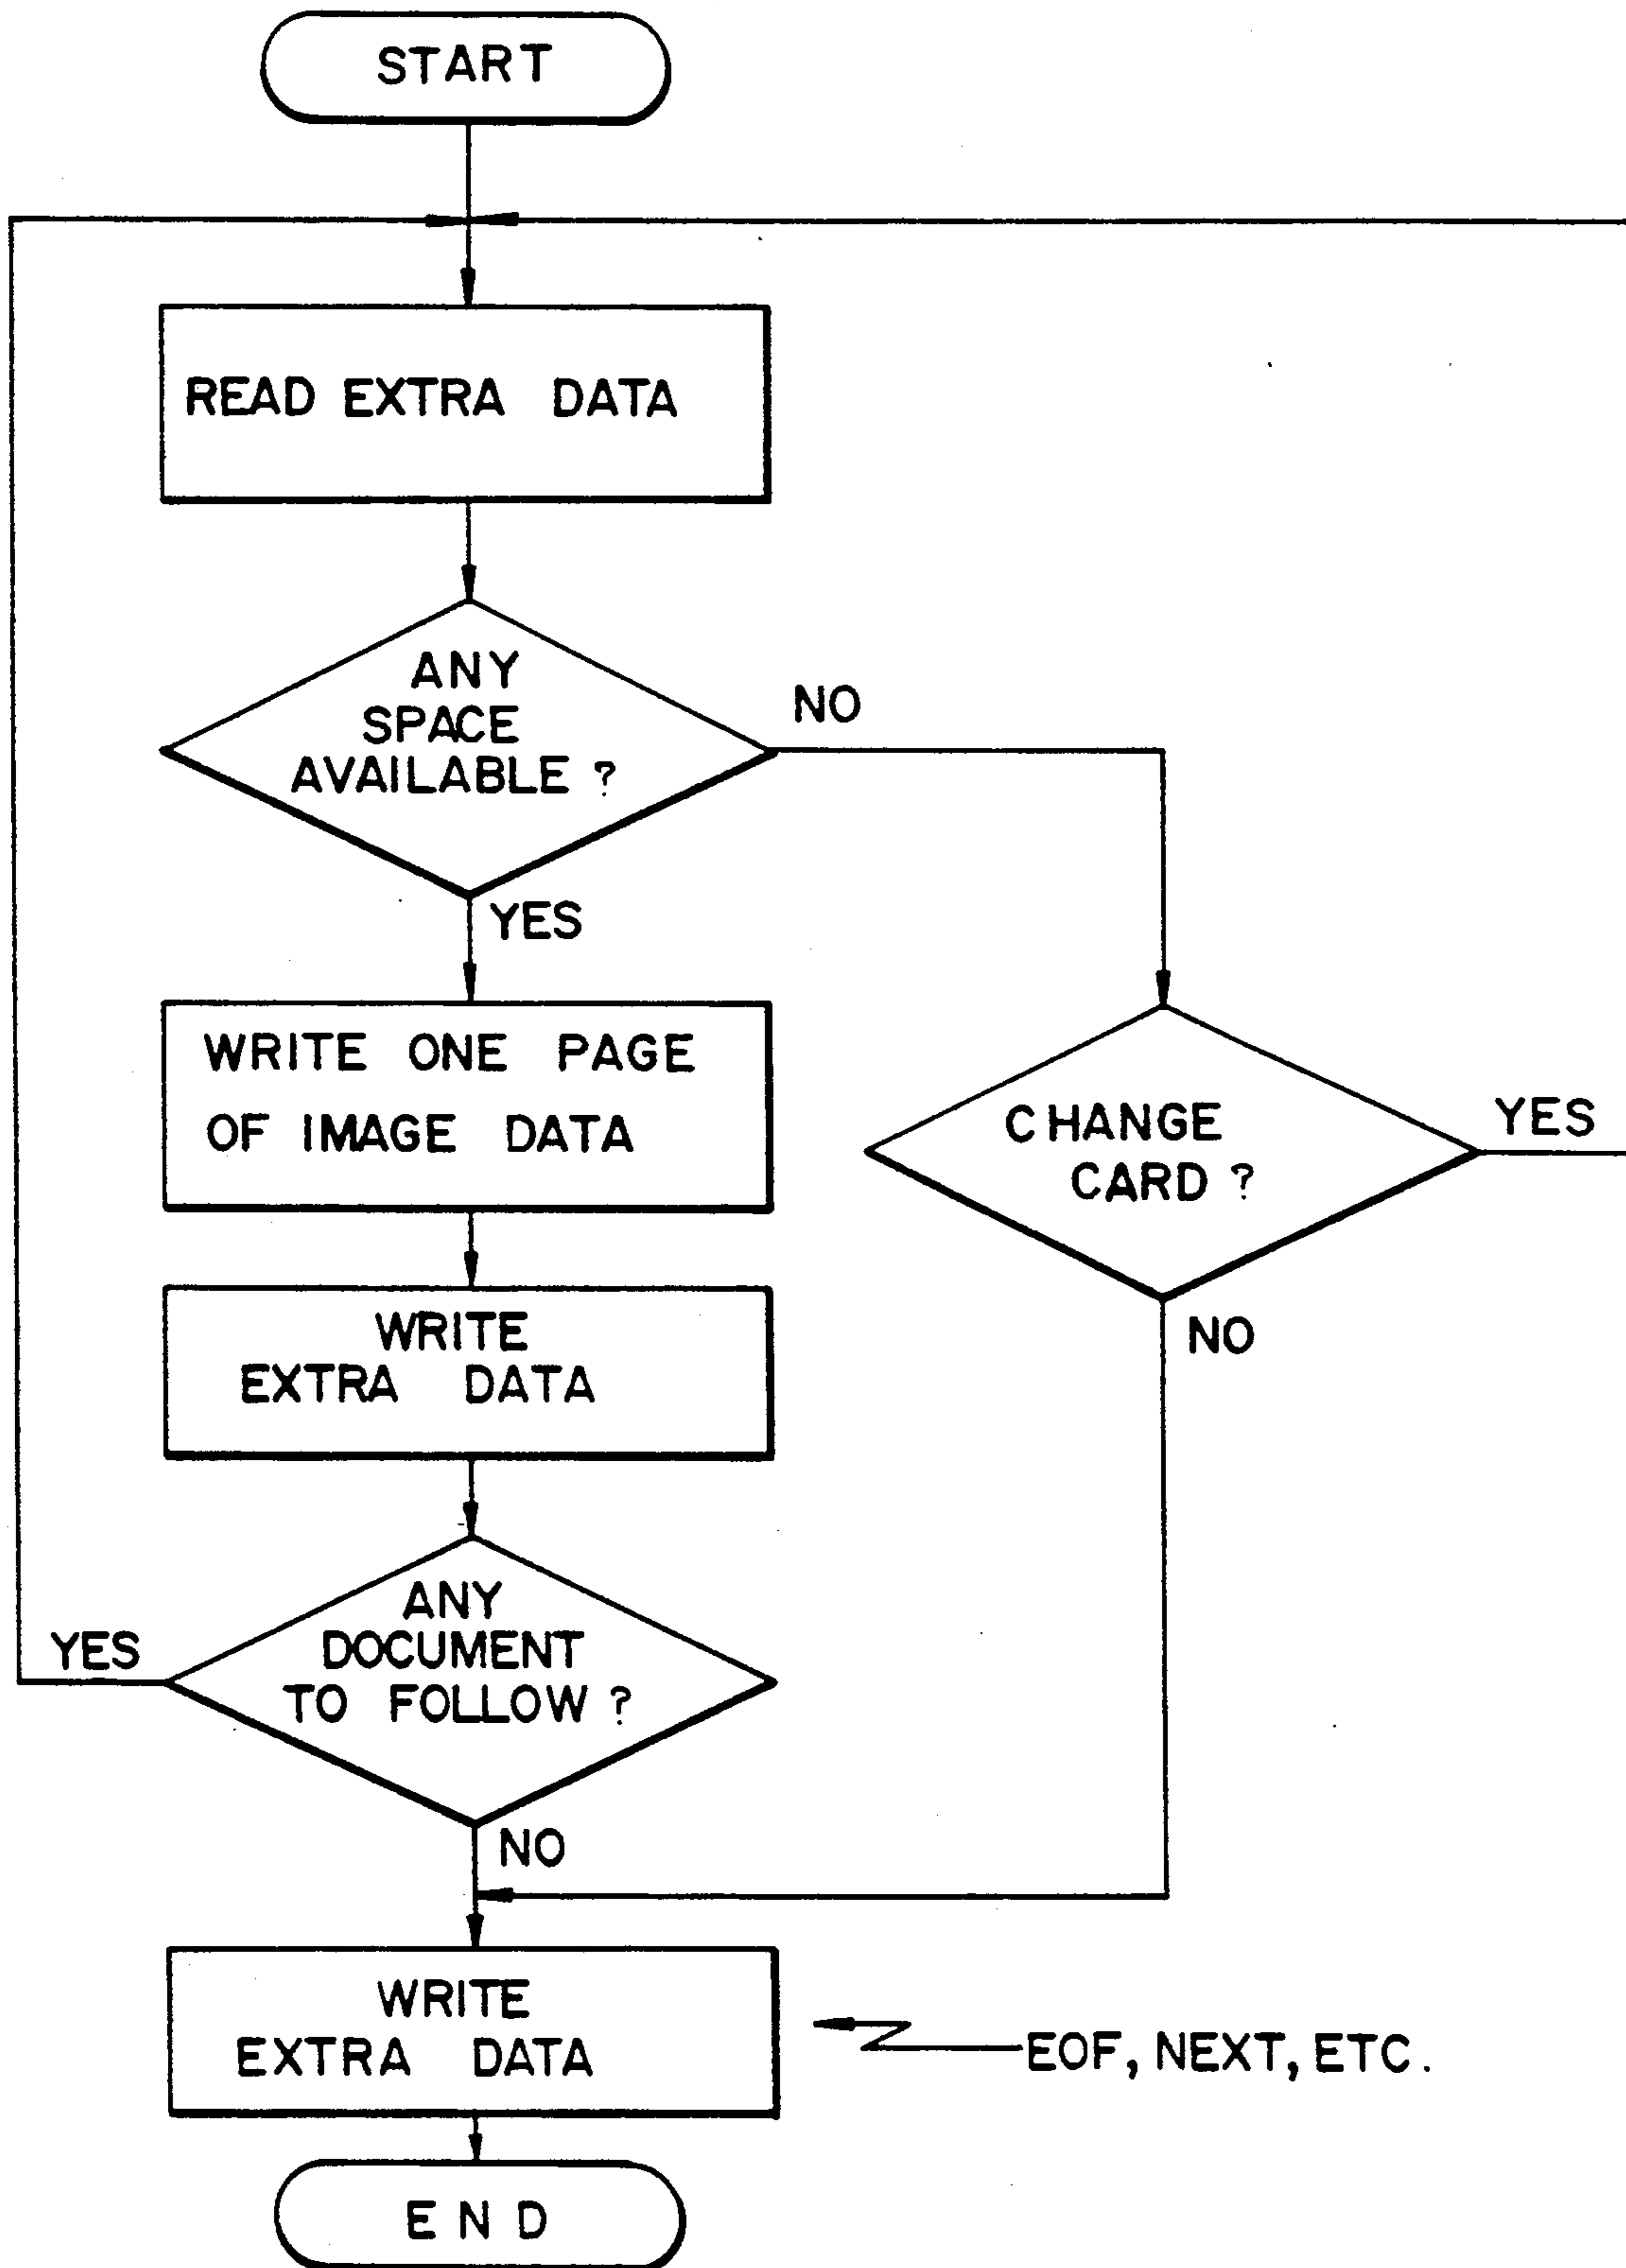 START
READ EXTRA DATA
ANY
SPACE
AVAILABLE ?
NO
YES
WRITE ONE PAGE
OF IMAGE DATA
CHANGE
CARD ?
YES
NO
WRITE
EXTRA DATA
ANY
DOCUMENT
TO FOLLOW ?
YES
NO
WRITE
EXTRA DATA
EOF, NEXT, ETC.
END